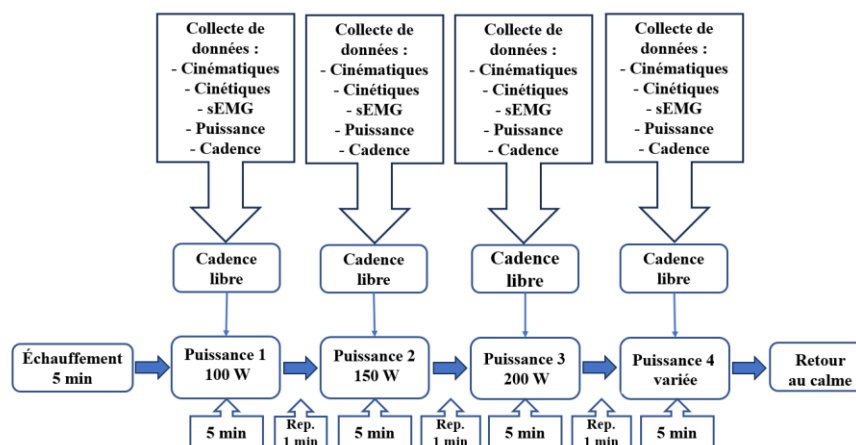 Collecte de
données :
- Cinématiques
- Cinétiques
- sEMG
- Puissance
- Cadence
Collecte de
données :
- Cinématiques
- Cinétiques
- sEMG
- Puissance
- Cadence
Collecte de
données :
- Cinématiques
- Cinétiques
- sEMG
- Puissance
- Cadence
Collecte de
données :
- Cinématiques
- Cinétiques
- sEMG
- Puissance
- Cadence
Cadence
libre
Cadence
libre
Cadence
libre
Cadence
libre
Échauffement
5 min
Puissance 1
100 W
Puissance 2
150 W
Puissance 3
200 W
Puissance 4
variée
Retour
au calme
5 min
Rep.
1 min
5 min
Rep.
1 min
5 min
Rep.
1 min
5 min